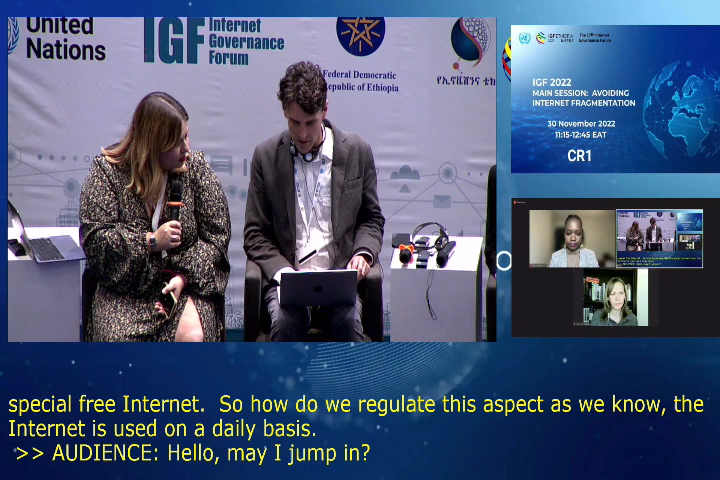 United
Nations
IGF
Internet
Governance
Forum
Federal Democratic
Republic of Ethiopia
የኢኖቬሽንና ቴክ
IGF 2022
MAIN SESSION: AVOIDING
INTERNET FRAGMENTATION
30 November 2022
11:15-12:45 EAT
CR1
special free Internet.  So how do we regulate this aspect as we know, the
Internet is used on a daily basis.
>> AUDIENCE: Hello, may I jump in?